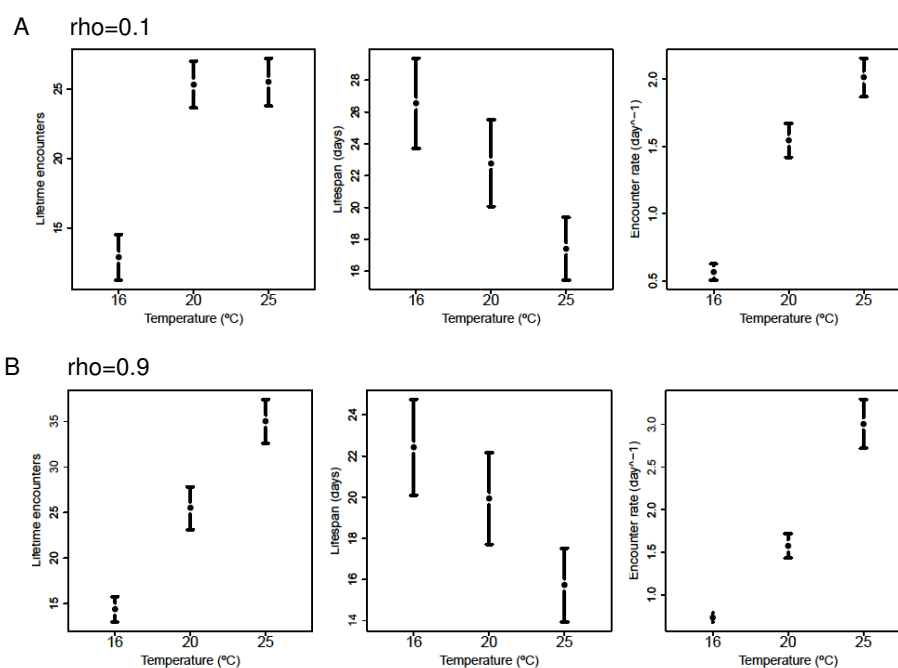 A rho=0.1
Lifetime encounters
15 25
16 20 25
Temperature (ºC)
Lifespan (days)
16 18 20 22 24 26 28
16 20 25
Temperature (ºC)
Encounter rate (day^−1)
0.5 1.0 1.5 2.0
16 20 25
Temperature (ºC)
B rho=0.9
Lifetime encounters
15 20 25 30 35
16 20 25
Temperature (ºC)
Lifespan (days)
14 16 18 20 22 24
16 20 25
Temperature (ºC)
Encounter rate (day^−1)
1.0 1.5 2.0 2.5 3.0
16 20 25
Temperature (ºC)